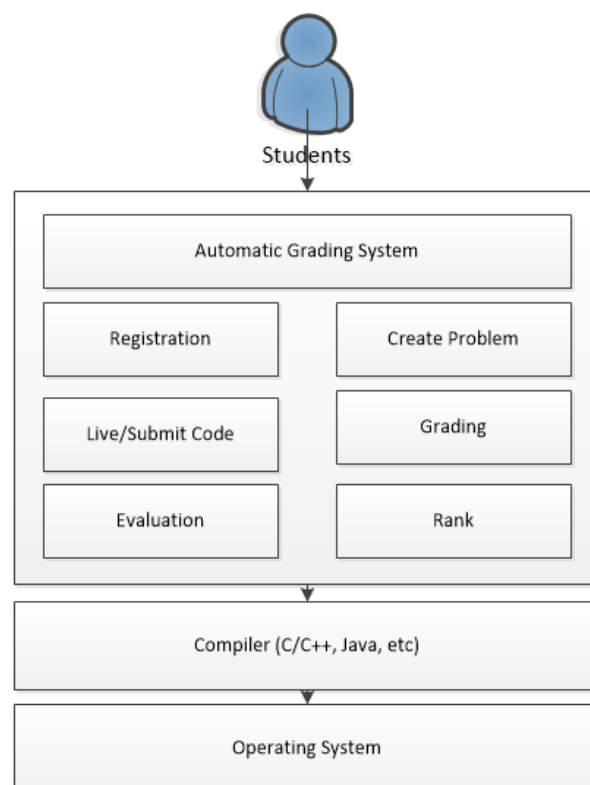 Students
Automatic Grading System
Registration
Create Problem
Live/Submit Code
Grading
Evaluation
Rank
Compiler (C/C++, Java, etc)
Operating System